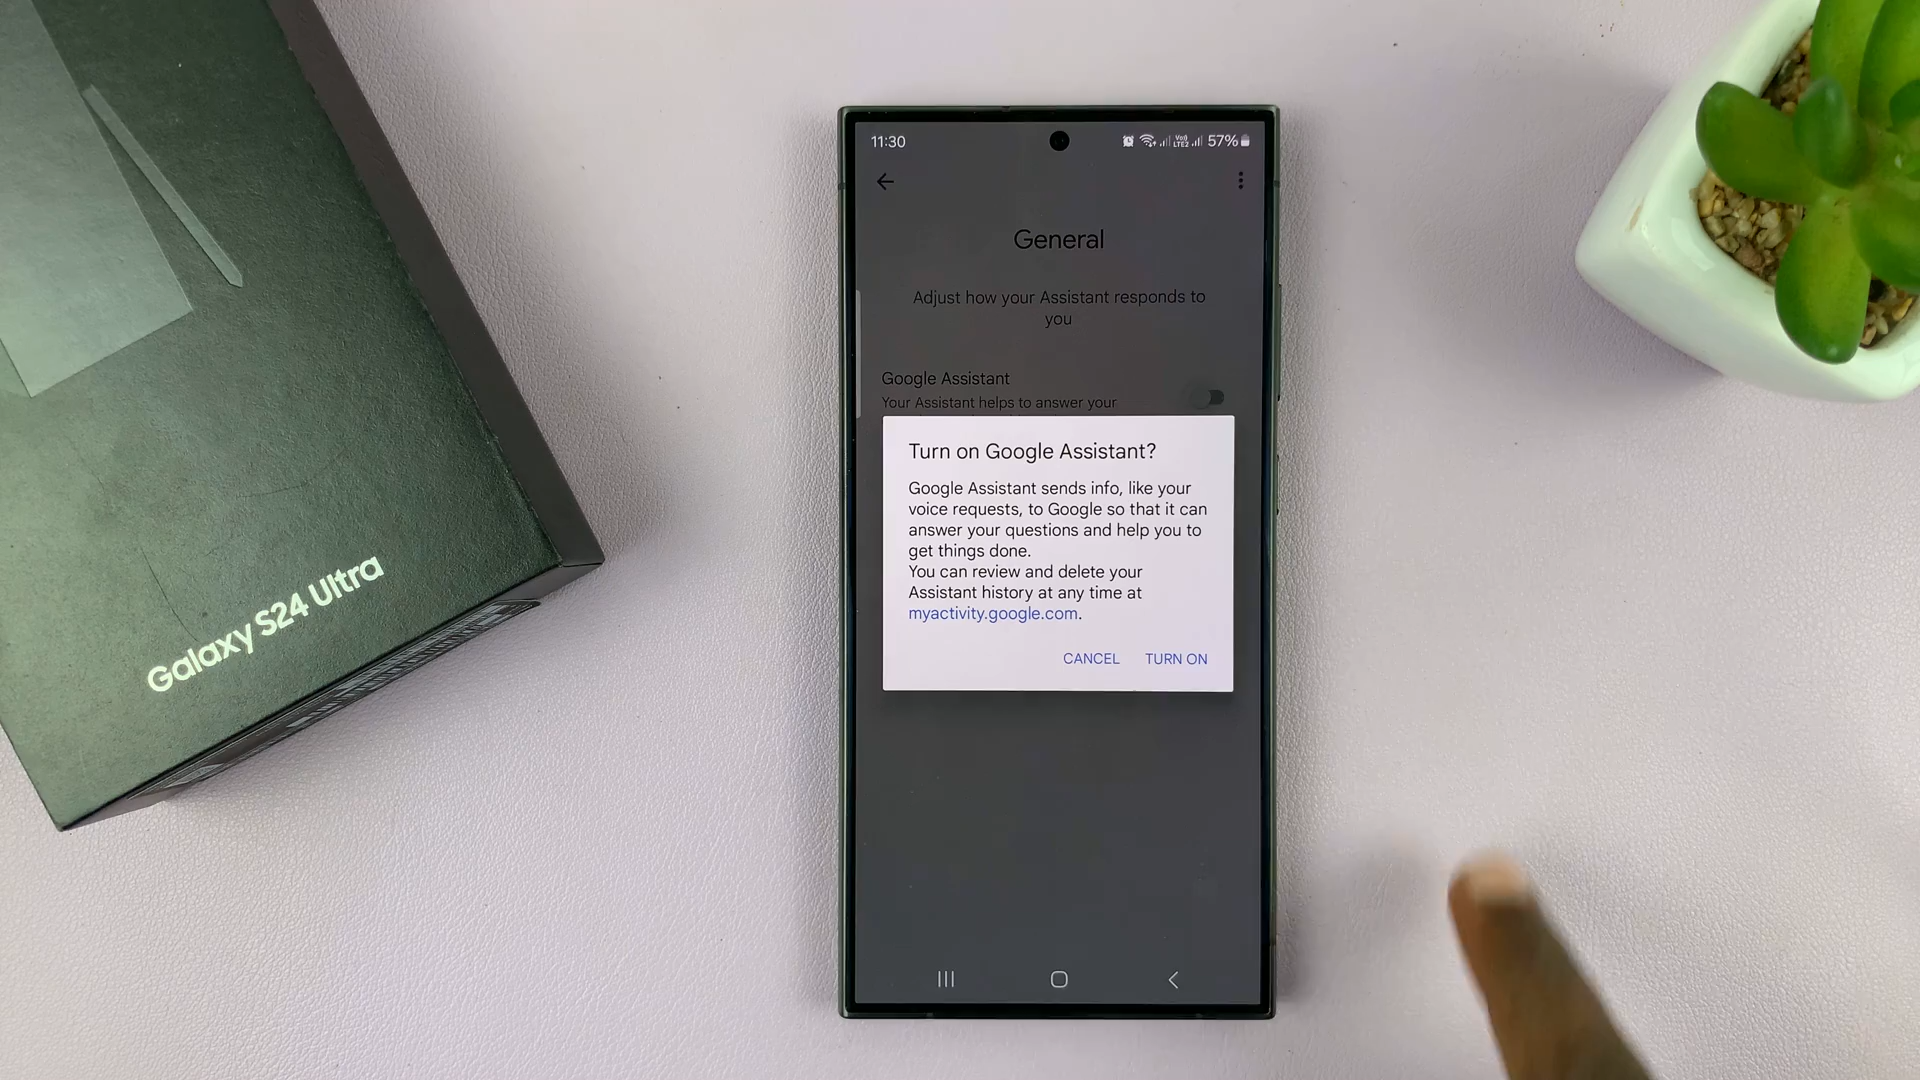 Galaxy S24 Ultra
11:30
57%
General
Adjust how your Assistant responds to
you
Google Assistant
Your Assistant helps to answer your
Turn on Google Assistant?
Google Assistant sends info, like your
voice requests, to Google so that it can
answer your questions and help you to
get things done.
You can review and delete your
Assistant history at any time at
myactivity.google.com.
CANCEL TURN ON